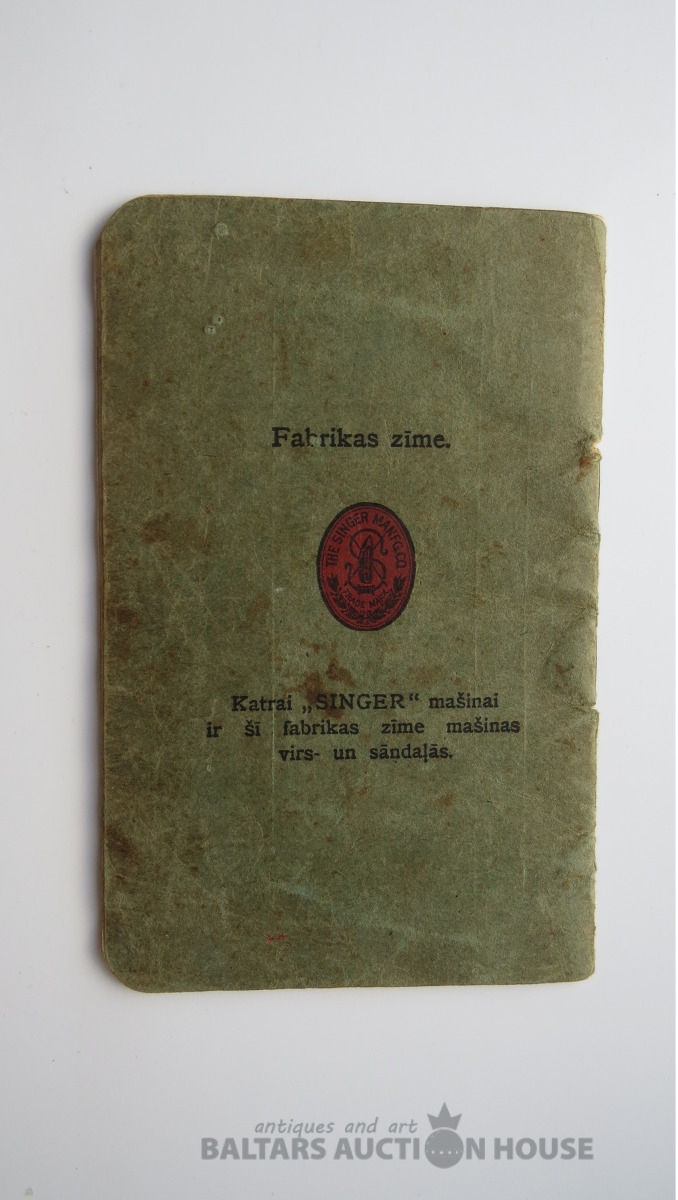 Fabrikas zīme.
THE SINGER MANFG. CO.
TRADE MARK
Katrai „SINGER“ mašinai
ir šī fabrikas zīme mašinas
virs- un sāņdaļās.
antiques and art
BALTARS AUCTION HOUSE